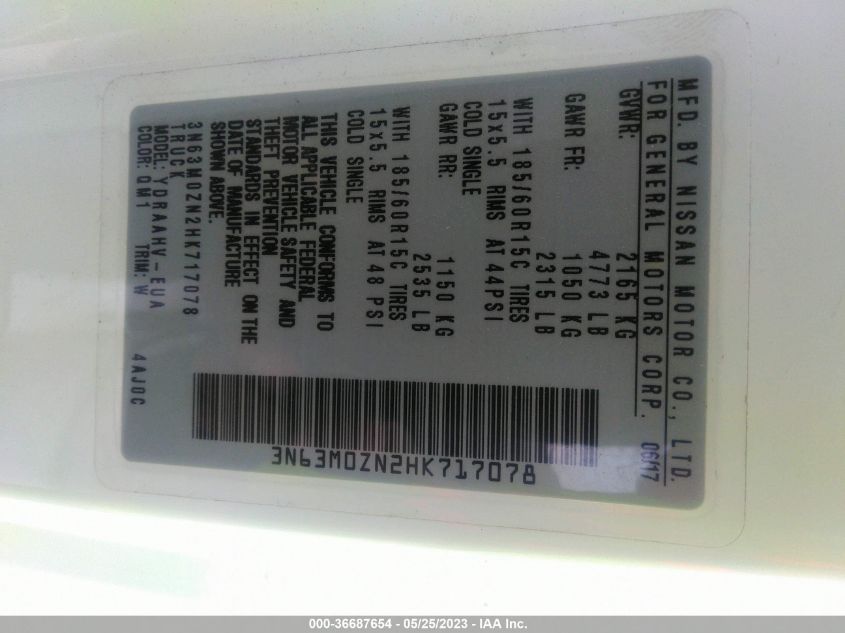 MFD. BY NISSAN MOTOR CO., LTD.
FOR GENERAL MOTORS CORP. 06/17
GVWR: 2165 KG
4773 LB
GAWR FR: 1050 KG
2315 LB
WITH 185/60R15C TIRES
15x5.5 RIMS AT 44PSI
COLD SINGLE
GAWR RR: 1150 KG
2535 LB
WITH 185/60R15C TIRES
15x5.5 RIMS AT 48 PSI
COLD SINGLE
THIS VEHICLE CONFORMS TO
ALL APPLICABLE FEDERAL
MOTOR VEHICLE SAFETY AND
THEFT PREVENTION
STANDARDS IN EFFECT ON THE
DATE OF MANUFACTURE
SHOWN ABOVE.
3N63M0ZN2HK717078
TRUCK
MODEL: YDRAAHV-EUA
COLOR: QM1 TRIM: W 4AJ0C
3N63M0ZN2HK717078
000-36687654 - 05/25/2023 - IAA Inc.